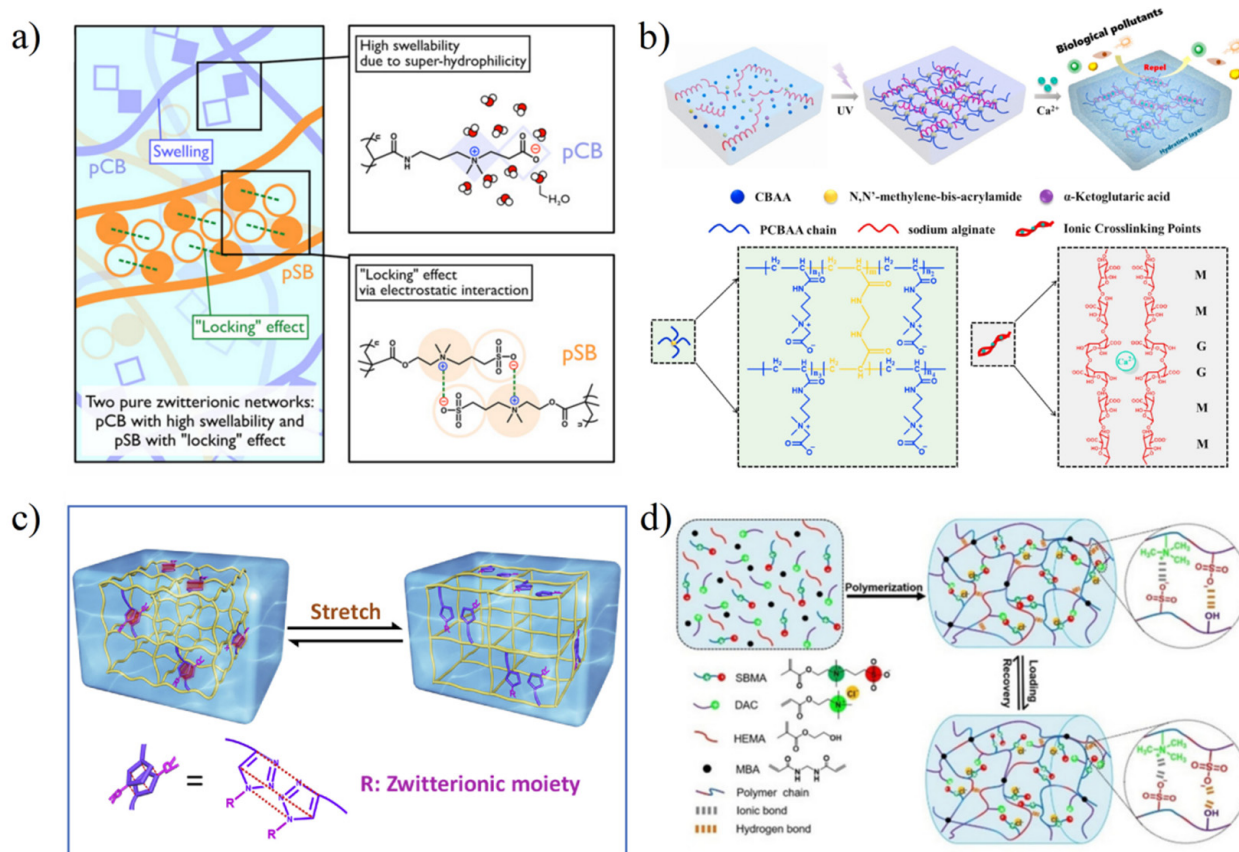 a)
High swellability
due to super-hydrophilicity
Swelling
pCB
n
O
N
H
N
+
O
O
−
pCB
H₂O
pSB
"Locking" effect
"Locking" effect
via electrostatic interaction
pSB
Two pure zwitterionic networks:
pCB with high swellability and
pSB with "locking" effect
b)
Biological pollutants
Repel
UV
Ca²⁺
Hydration layer
CBAA
N,N'-methylene-bis-acrylamide
α-Ketoglutaric acid
PCBAA chain
sodium alginate
Ionic Crosslinking Points
M
M
G
Ca²⁺
G
M
M
c)
Stretch
=
R: Zwitterionic moiety
d)
Polymerization
SBMA
DAC
HEMA
MBA
Polymer chain
Ionic bond
Hydrogen bond
Loading
Recovery